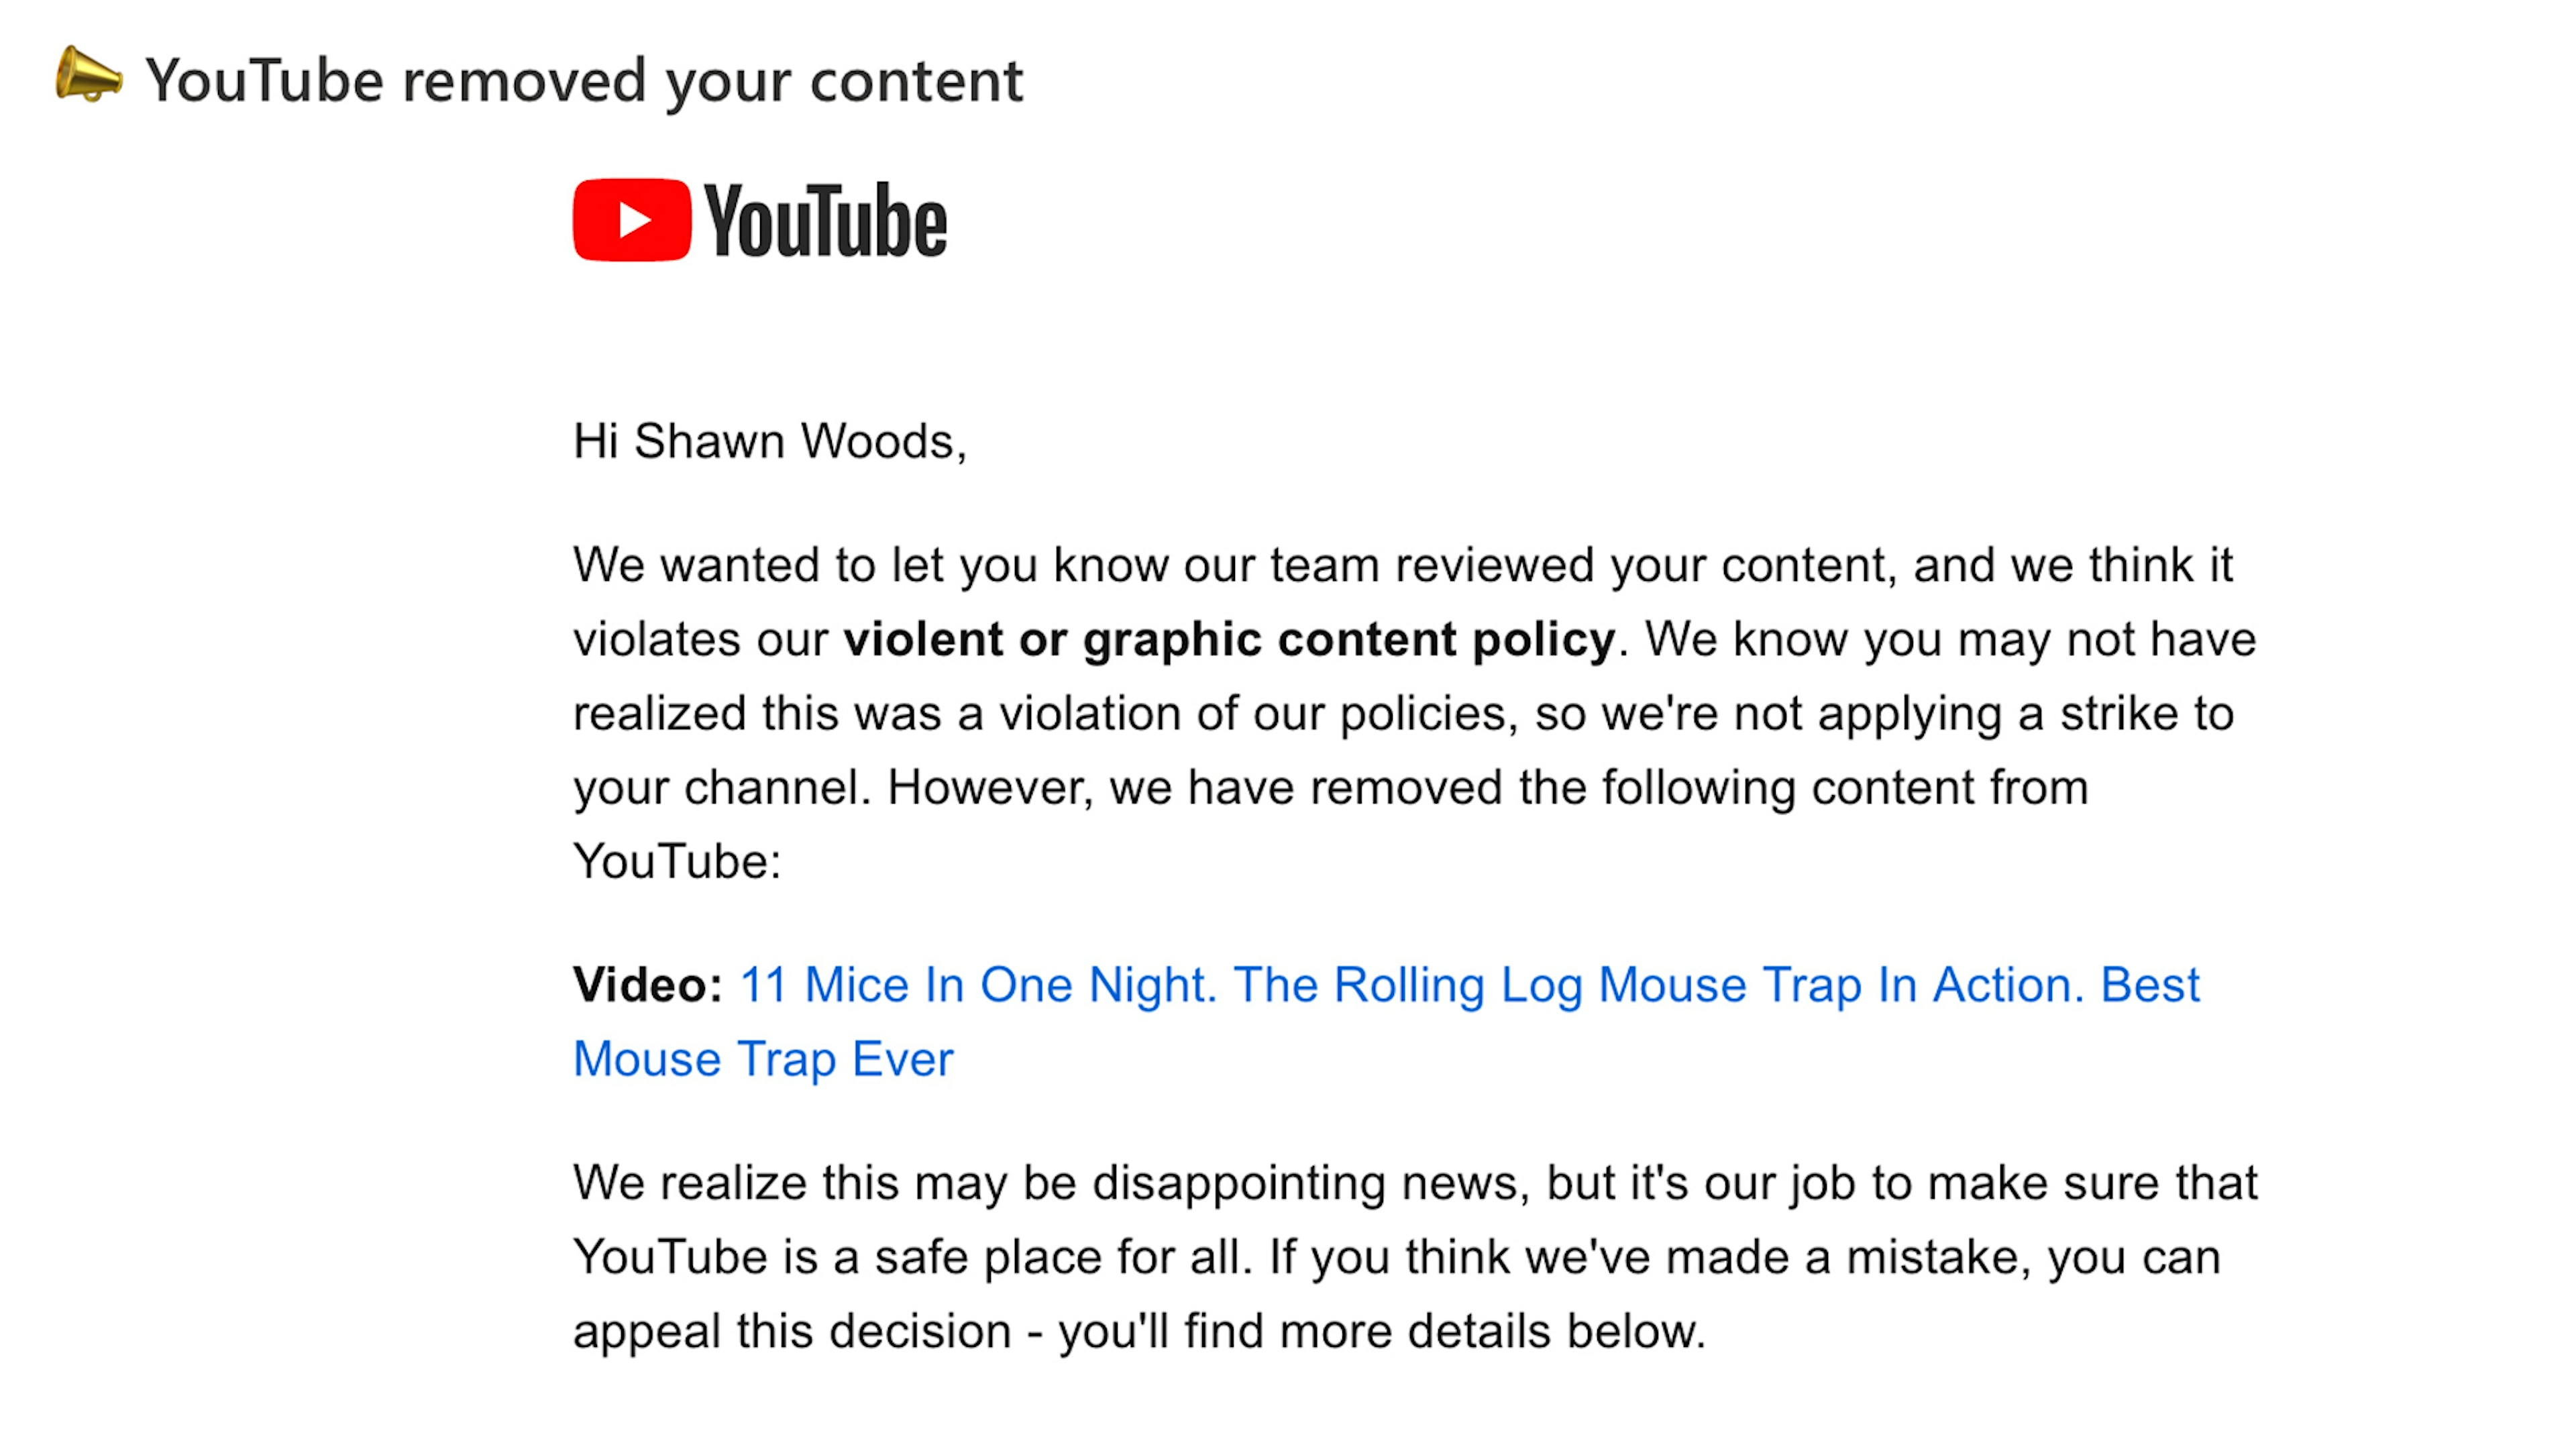 YouTube removed your content
YouTube
Hi Shawn Woods,
We wanted to let you know our team reviewed your content, and we think it
violates our violent or graphic content policy. We know you may not have
realized this was a violation of our policies, so we're not applying a strike to
your channel. However, we have removed the following content from
YouTube:
Video: 11 Mice In One Night. The Rolling Log Mouse Trap In Action. Best
Mouse Trap Ever
We realize this may be disappointing news, but it's our job to make sure that
YouTube is a safe place for all. If you think we've made a mistake, you can
appeal this decision - you'll find more details below.